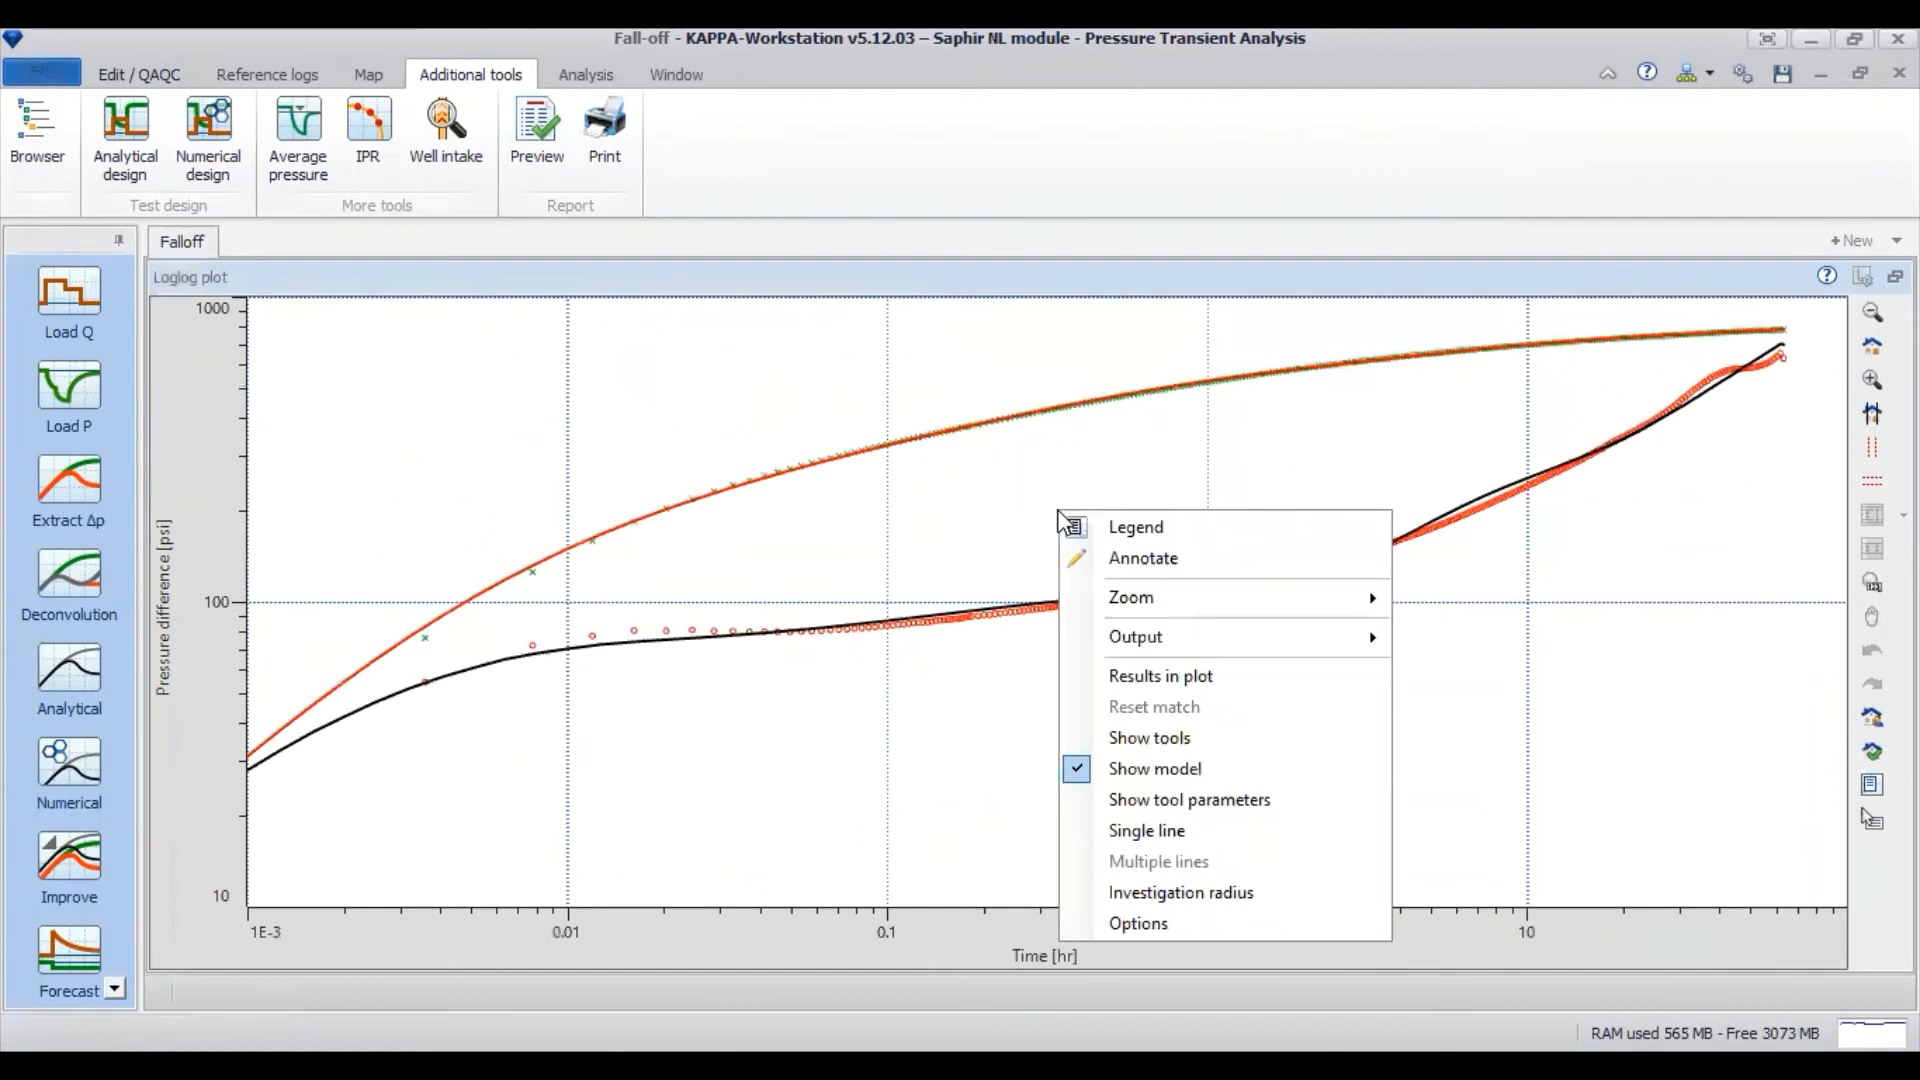 Fall-off - KAPPA-Workstation v5.12.03 – Saphir NL module - Pressure Transient Analysis
Edit / QAQC
Reference logs
Map
Additional tools
Analysis
Window
Browser
Analytical design
Numerical design
Average pressure
IPR
Well intake
Preview
Print
Test design
More tools
Report
Load Q
Load P
Extract Δp
Deconvolution
Analytical
Numerical
Improve
Forecast
Falloff
+ New
Loglog plot
1000
100
10
Pressure difference [psi]
1E-3
0.01
0.1
10
Time [hr]
Legend
Annotate
Zoom
Output
Results in plot
Reset match
Show tools
Show model
Show tool parameters
Single line
Multiple lines
Investigation radius
Options
RAM used 565 MB - Free 3073 MB